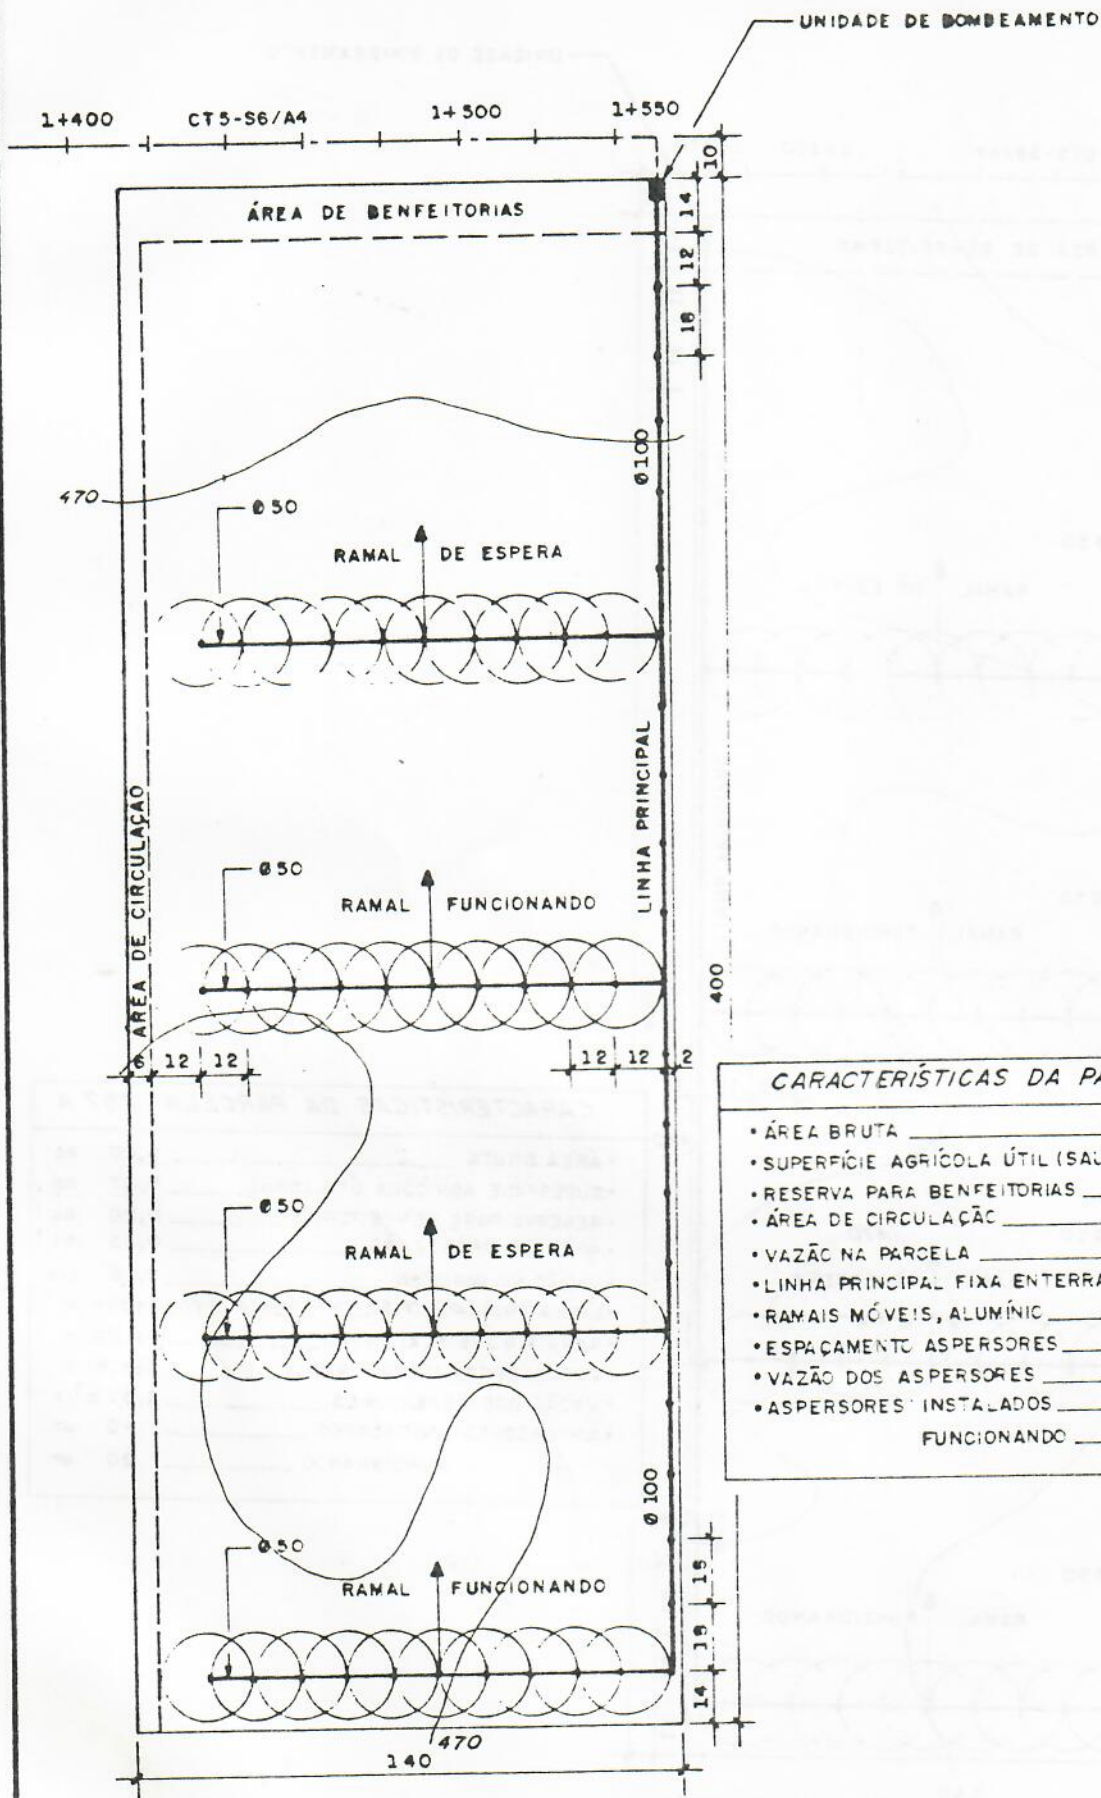 UNIDADE DE BOMBEAMENTO
1+400 CT5-S6/A4 1+500 1+550
10
ÁREA DE BENFEITORIAS
14
12
18
Ø100
470
Ø50
RAMAL DE ESPERA
LINHA PRINCIPAL
ÁREA DE CIRCULAÇÃO
Ø50
RAMAL FUNCIONANDO
400
6 12 12 12 12 2
CARACTERÍSTICAS DA PA
• ÁREA BRUTA
• SUPERFÍCIE AGRÍCOLA ÚTIL (SAU
• RESERVA PARA BENFEITORIAS
• ÁREA DE CIRCULAÇÃO
• VAZÃO NA PARCELA
• LINHA PRINCIPAL FIXA ENTERRA
• RAMAIS MÓVEIS, ALUMÍNIO
• ESPAÇAMENTO ASPERSORES
• VAZÃO DOS ASPERSORES
• ASPERSORES INSTALADOS
FUNCIONANDO
Ø50
RAMAL DE ESPERA
Ø100
Ø50
RAMAL FUNCIONANDO
18
14
470
140